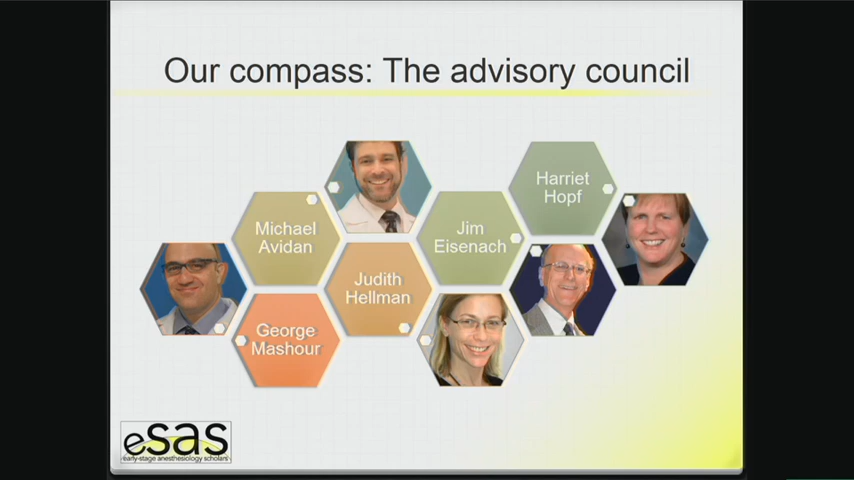 Our compass: The advisory council
Harriet
Hopf
Michael
Avidan
Jim
Eisenach
Judith
Hellman
George
Mashour
esas
early-stage anesthesiology scholars